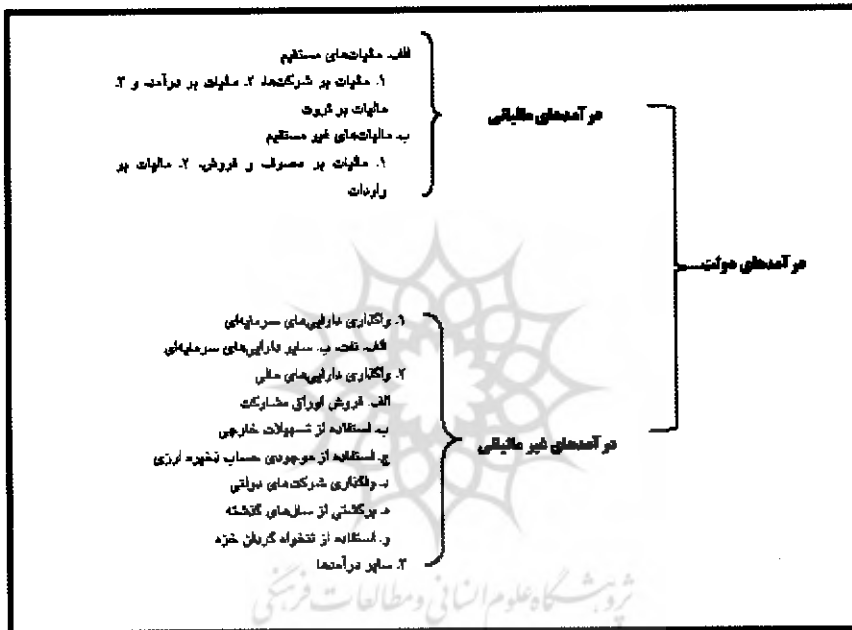 درآمدهای دولت
درآمدهای مالیاتی
الف. مالیات‌های مستقیم
۱. مالیات بر شرکت‌ها، ۲. مالیات بر درآمد، و ۳.
مالیات بر ثروت
ب. مالیات‌های غیر مستقیم
۱. مالیات بر مصرف و فروش، ۲. مالیات بر
واردات
درآمدهای غیر مالیاتی
۱. واگذاری دارایی‌های سرمایه‌ای
الف. نفت، ب. سایر دارایی‌های سرمایه‌ای
۲. واگذاری دارایی‌های مالی
الف. فروش اوراق مشارکت
ب. استفاده از تسهیلات خارجی
ج. استفاده از موجودی حساب ذخیره ارزی
د. واگذاری شرکت‌های دولتی
ه. برگشتی از سال‌های گذشته
و. استفاده از تنخواه گردان خزه
۳. سایر درآمدها
پژوهشگاه علوم انسانی و مطالعات فرهنگی